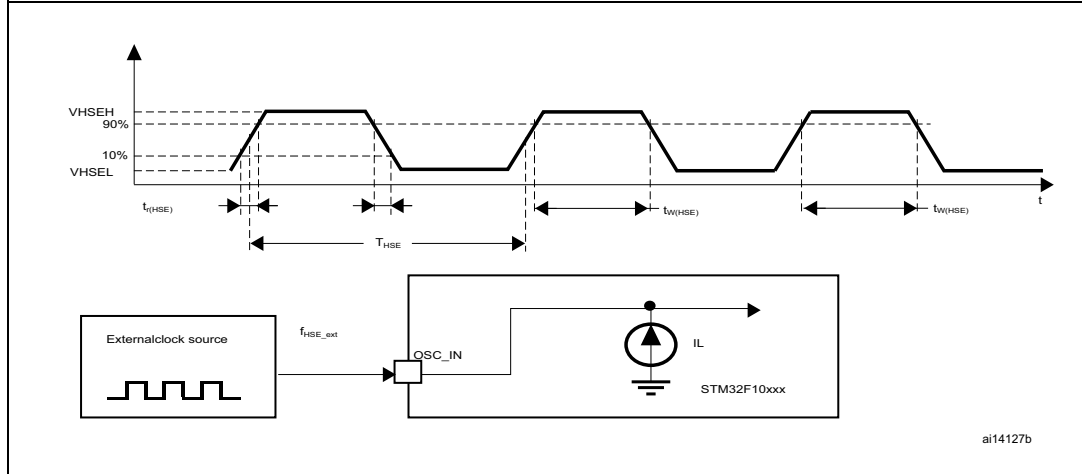 VHSEH
90%
10%
VHSEL
tr(HSE)
tW(HSE)
tW(HSE)
t
THSE
Externalclock source
fHSE_ext
OSC_IN
IL
STM32F10xxx
ai14127b